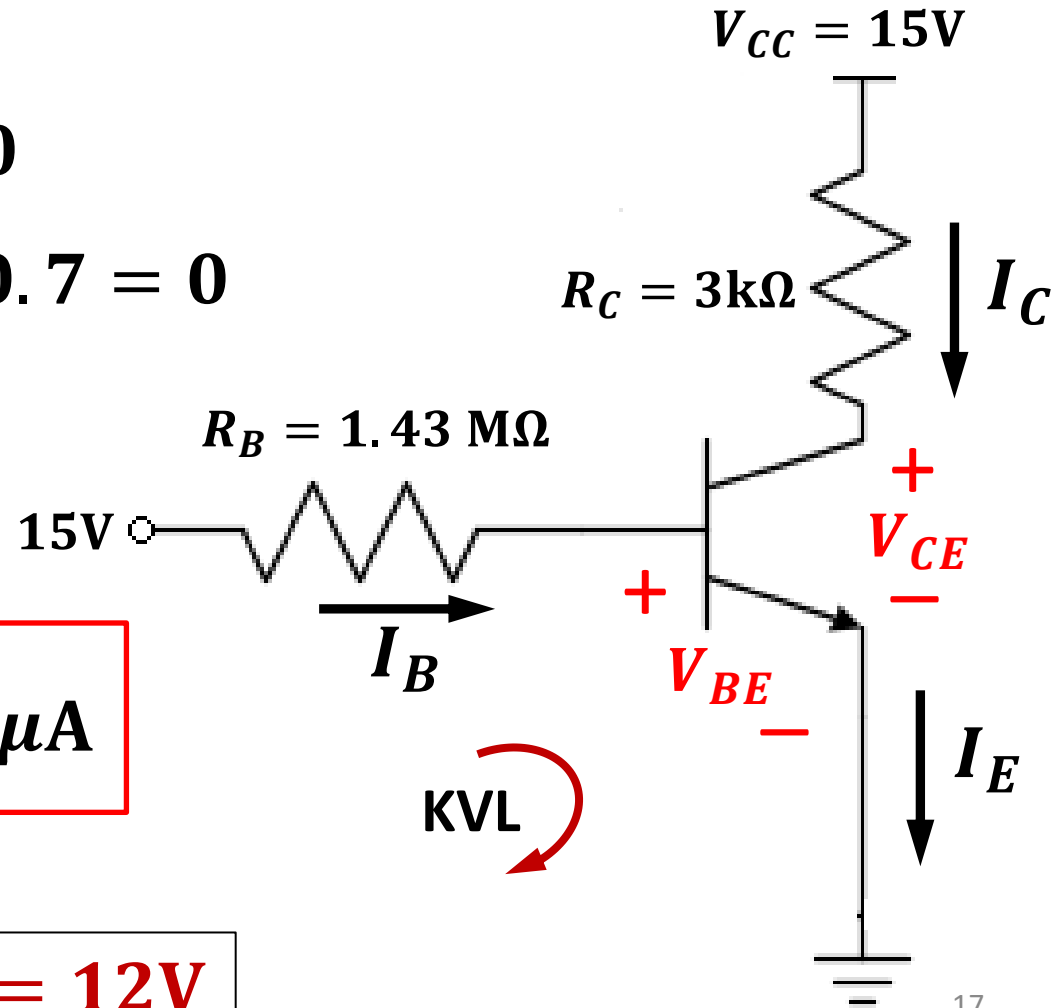 V_CC = 15V
0
0.7 = 0
R_C = 3kΩ
I_C
R_B = 1.43 MΩ
+
15V
V_CE
−
+
I_B
V_BE
−
μA
I_E
KVL
= 12V
17